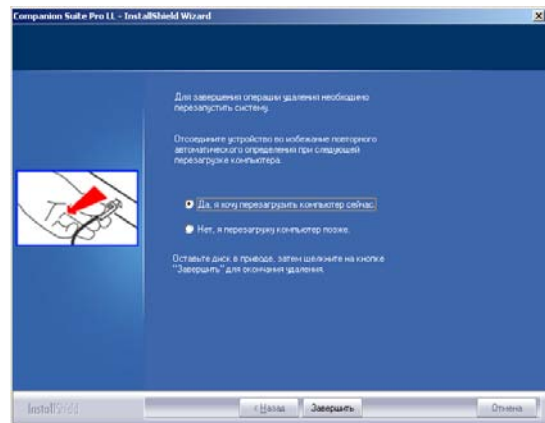 Companion Suite Pro LL - InstallShield Wizard
Для завершения операции удаления необходимо
перезапустить систему.
Отсоедините устройство во избежание повторного
автоматического определения при следующей
перезагрузке компьютера.
Да, я хочу перезагрузить компьютер сейчас.
Нет, я перезагружу компьютер позже.
Оставьте диск в приводе, затем щелкните на кнопке
"Завершить" для окончания удаления.
InstallShield
< Назад
Завершить
Отмена